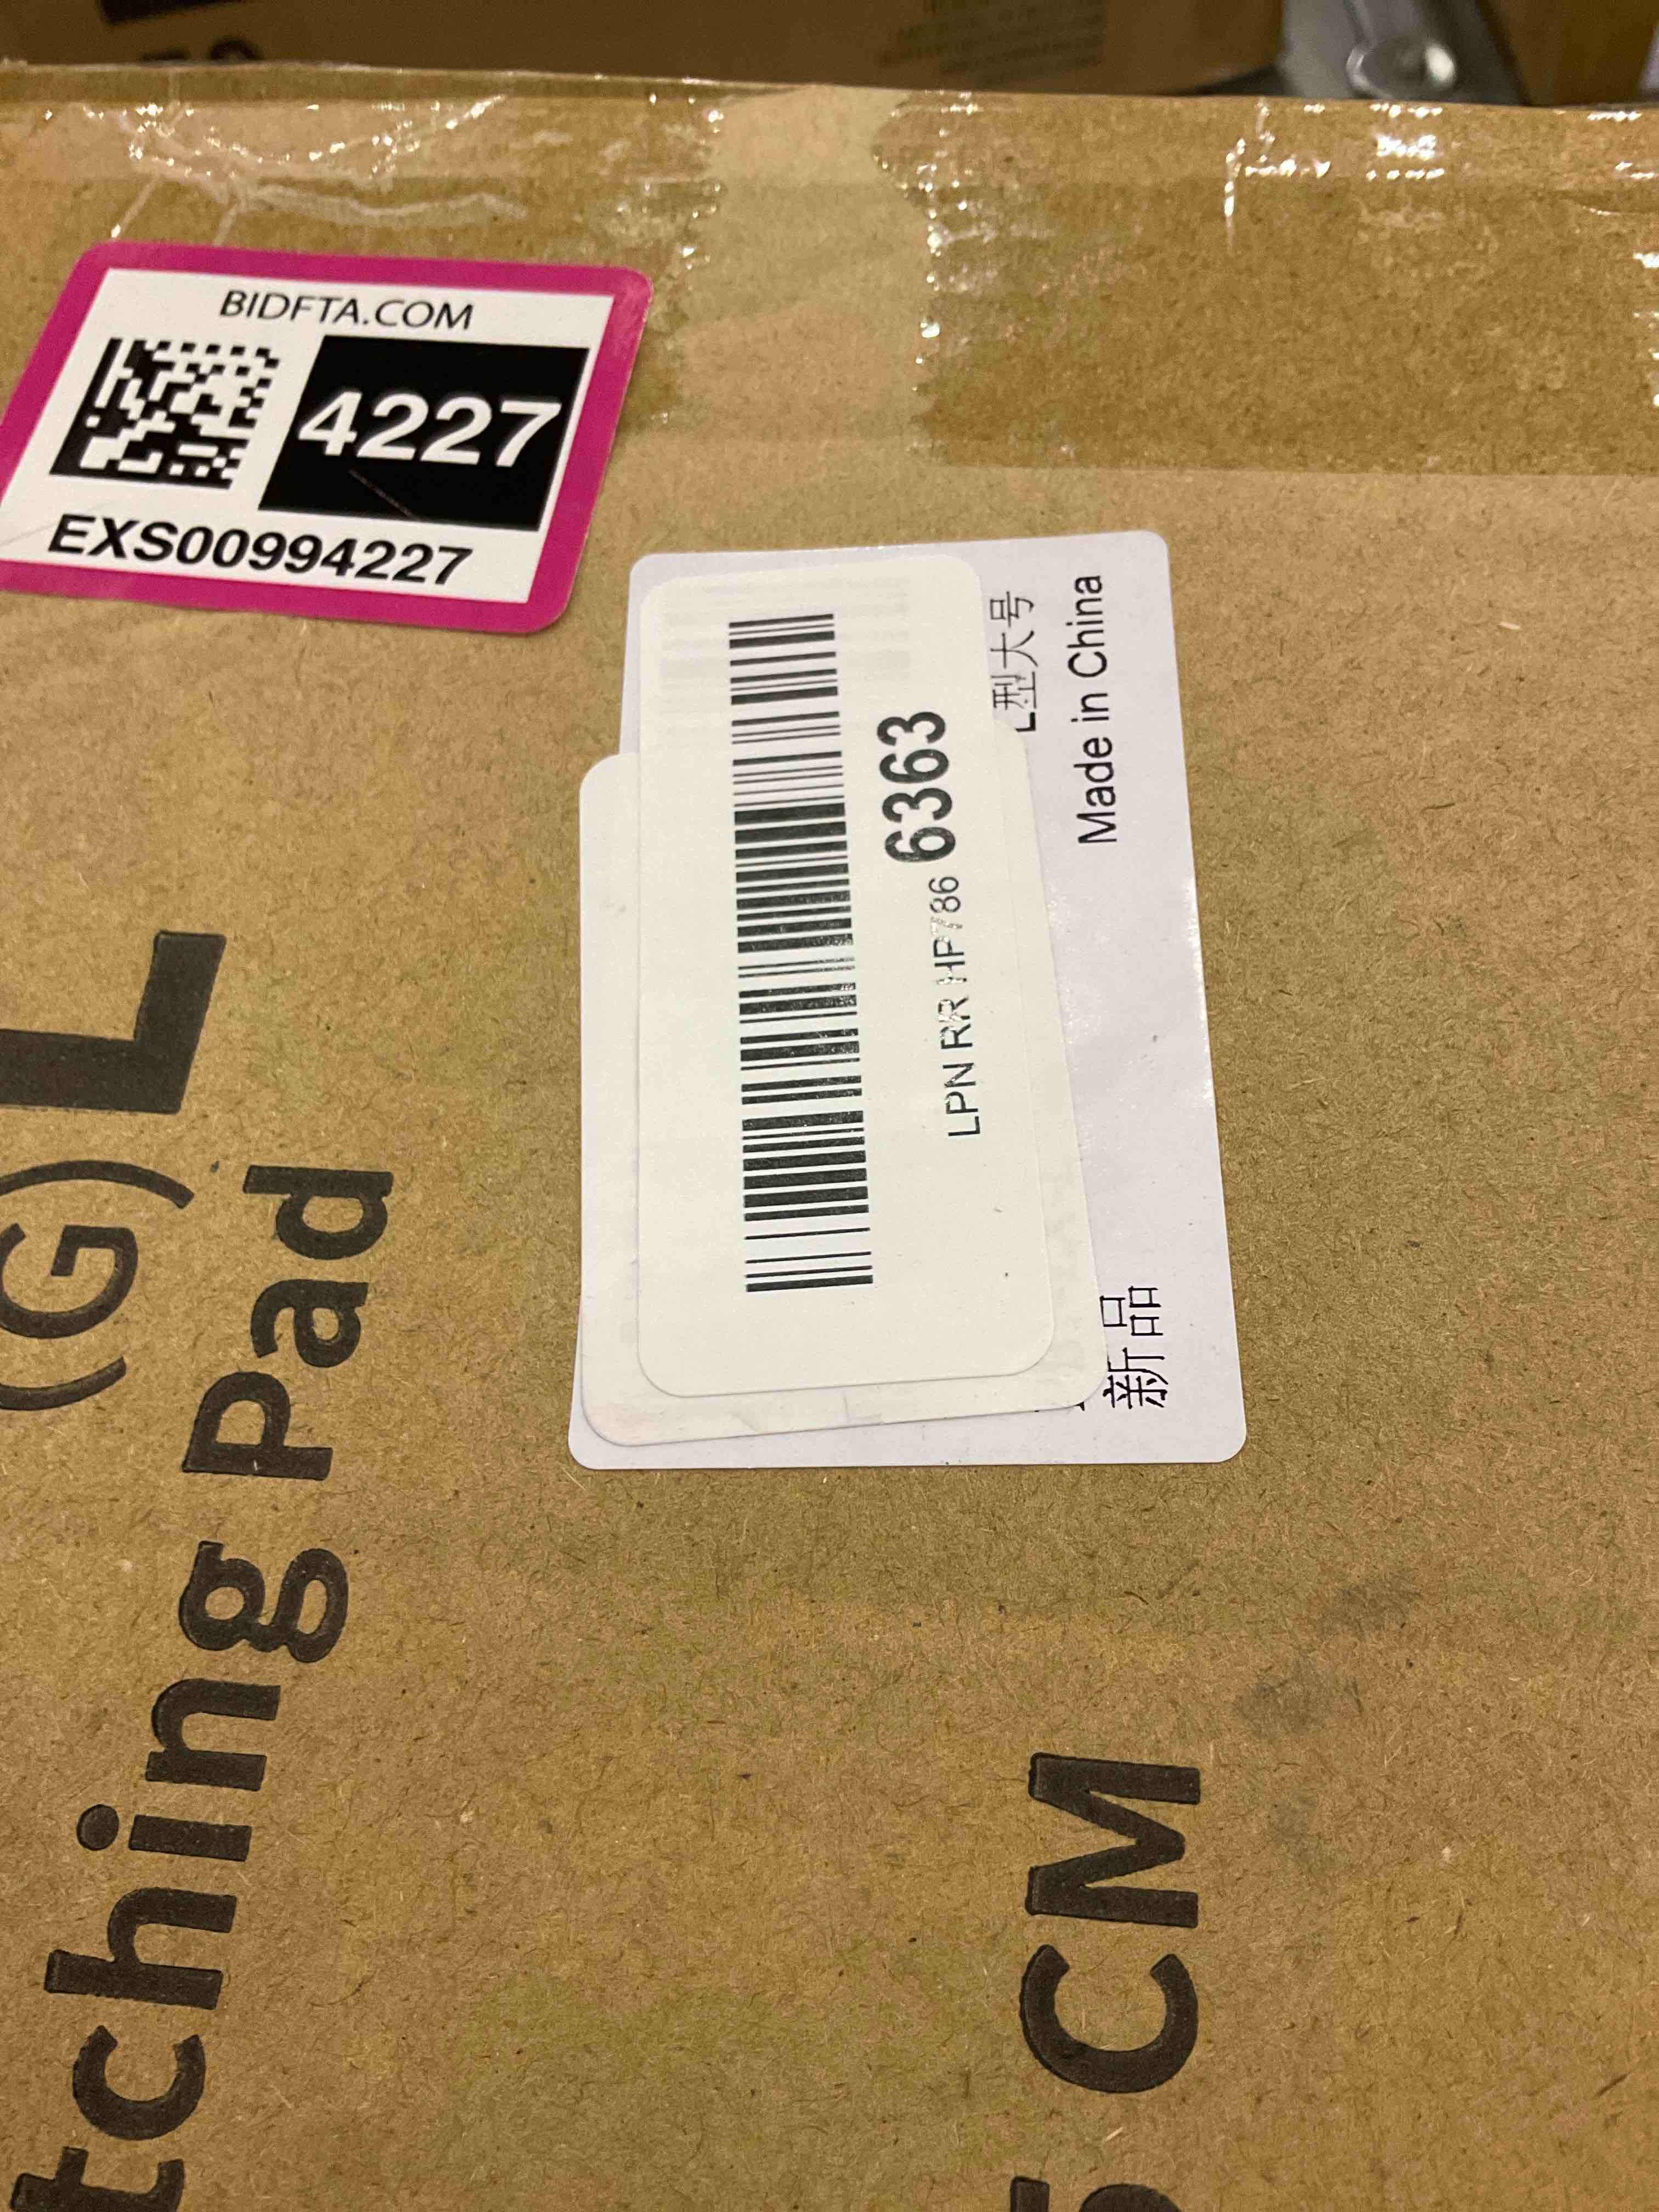 BIDFTA.COM
4227
EXS00994227
LPN RR HP786 6363
L型大号
Made in China
新品
(G)L
tching Pad
CM